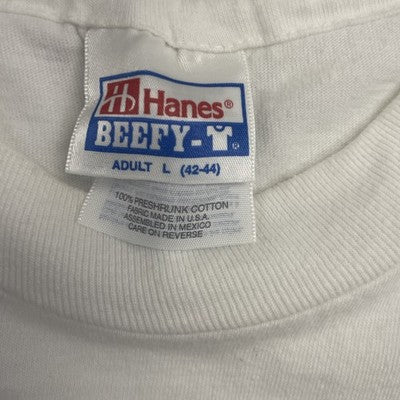 Hanes®
BEEFY-T®
ADULT L (42-44)
100% PRESHRUNK COTTON
FABRIC MADE IN U.S.A.
ASSEMBLED IN MEXICO
CARE ON REVERSE